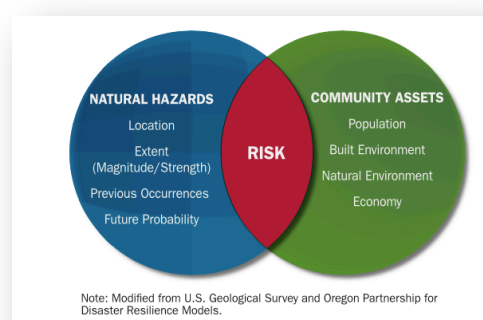 NATURAL HAZARDS
Location
Extent
(Magnitude/Strength)
Previous Occurrences
Future Probability
RISK
COMMUNITY ASSETS
Population
Built Environment
Natural Environment
Economy
Note: Modified from U.S. Geological Survey and Oregon Partnership for
Disaster Resilience Models.